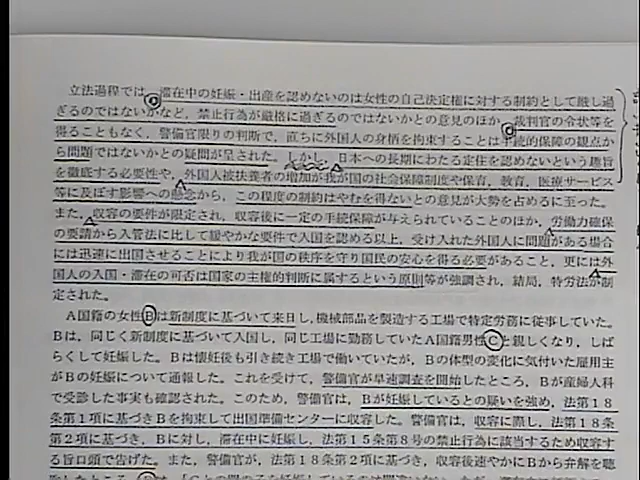 立法過程では，滞在中の妊娠・出産を認めないのは女性の自己決定権に対する制約として厳し過
ぎるのではないかなど，禁止行為が厳格に過ぎるのではないかとの意見のほか，裁判官の令状等を
得ることもなく，警備官限りの判断で，直ちに外国人の身柄を拘束することは手続的保障の観点か
ら問題ではないかとの疑問が呈された。しかし，日本への長期にわたる定住を認めないという趣旨
を徹底する必要性や，外国人被扶養者の増加が我が国の社会保障制度や保育，教育，医療サービス
等に及ぼす影響への懸念から，この程度の制約はやむを得ないとの意見が大勢を占めるに至った。
また，収容の要件が限定され，収容後に一定の手続保障が与えられていることのほか，労働力確保
の要請から入管法に比して緩やかな要件で入国を認める以上，受け入れた外国人に問題がある場合
には迅速に出国させることにより我が国の秩序を守り国民の安心を得る必要があること，更には外
国人の入国・滞在の可否は国家の主権的判断に属するという原則等が強調され，結局，特労法が制
定された。
A国籍の女性Bは新制度に基づいて来日し，機械部品を製造する工場で特定労務に従事していた。
Bは，同じく新制度に基づいて入国し，同じ工場に勤務していたA国籍男性Cと親しくなり，しば
らくして妊娠した。Bは懐妊後も引き続き工場で働いていたが，Bの体型の変化に気付いた雇用主
がBの妊娠について通報した。これを受けて，警備官が早速調査を開始したところ，Bが産婦人科
で受診した事実も確認された。このため，警備官は，Bが妊娠しているとの疑いを強め，法第１８
条第１項に基づきBを拘束して出国準備センターに収容した。警備官は，収容に際し，法第１８条
第２項に基づき，Bに対し，滞在中に妊娠し，法第１５条第８号の禁止行為に該当するため収容す
る旨口頭で告げた。また，警備官が，法第１８条第２項に基づき，収容後速やかにBから弁解を聴